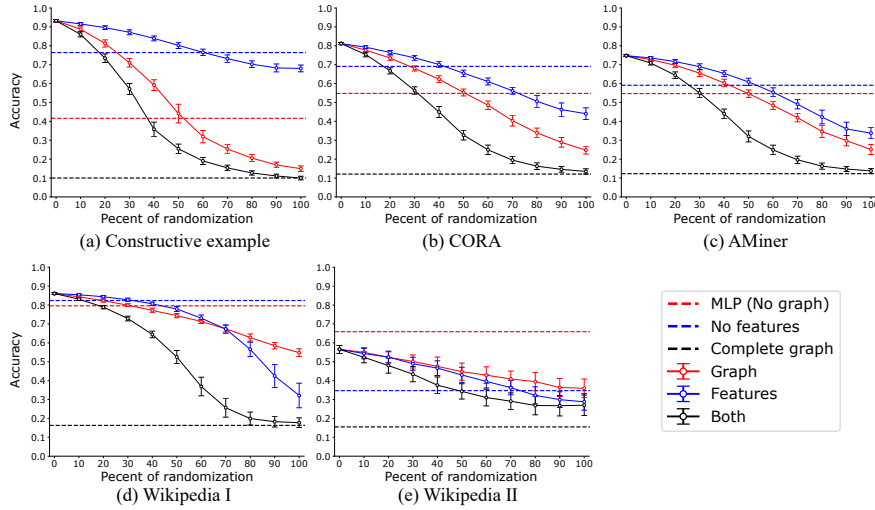 1.0
0.9
0.8
0.7
0.6
0.5
0.4
0.3
0.2
0.1
0.0
Accuracy
0 10 20 30 40 50 60 70 80 90 100
Pecent of randomization
(a) Constructive example
1.0
0.9
0.8
0.7
0.6
0.5
0.4
0.3
0.2
0.1
0.0
Accuracy
0 10 20 30 40 50 60 70 80 90 100
Pecent of randomization
(b) CORA
1.0
0.9
0.8
0.7
0.6
0.5
0.4
0.3
0.2
0.1
0.0
Accuracy
0 10 20 30 40 50 60 70 80 90 100
Pecent of randomization
(c) AMiner
1.0
0.9
0.8
0.7
0.6
0.5
0.4
0.3
0.2
0.1
0.0
Accuracy
0 10 20 30 40 50 60 70 80 90 100
Pecent of randomization
(d) Wikipedia I
1.0
0.9
0.8
0.7
0.6
0.5
0.4
0.3
0.2
0.1
0.0
Accuracy
0 10 20 30 40 50 60 70 80 90 100
Pecent of randomization
(e) Wikipedia II
MLP (No graph)
No features
Complete graph
Graph
Features
Both